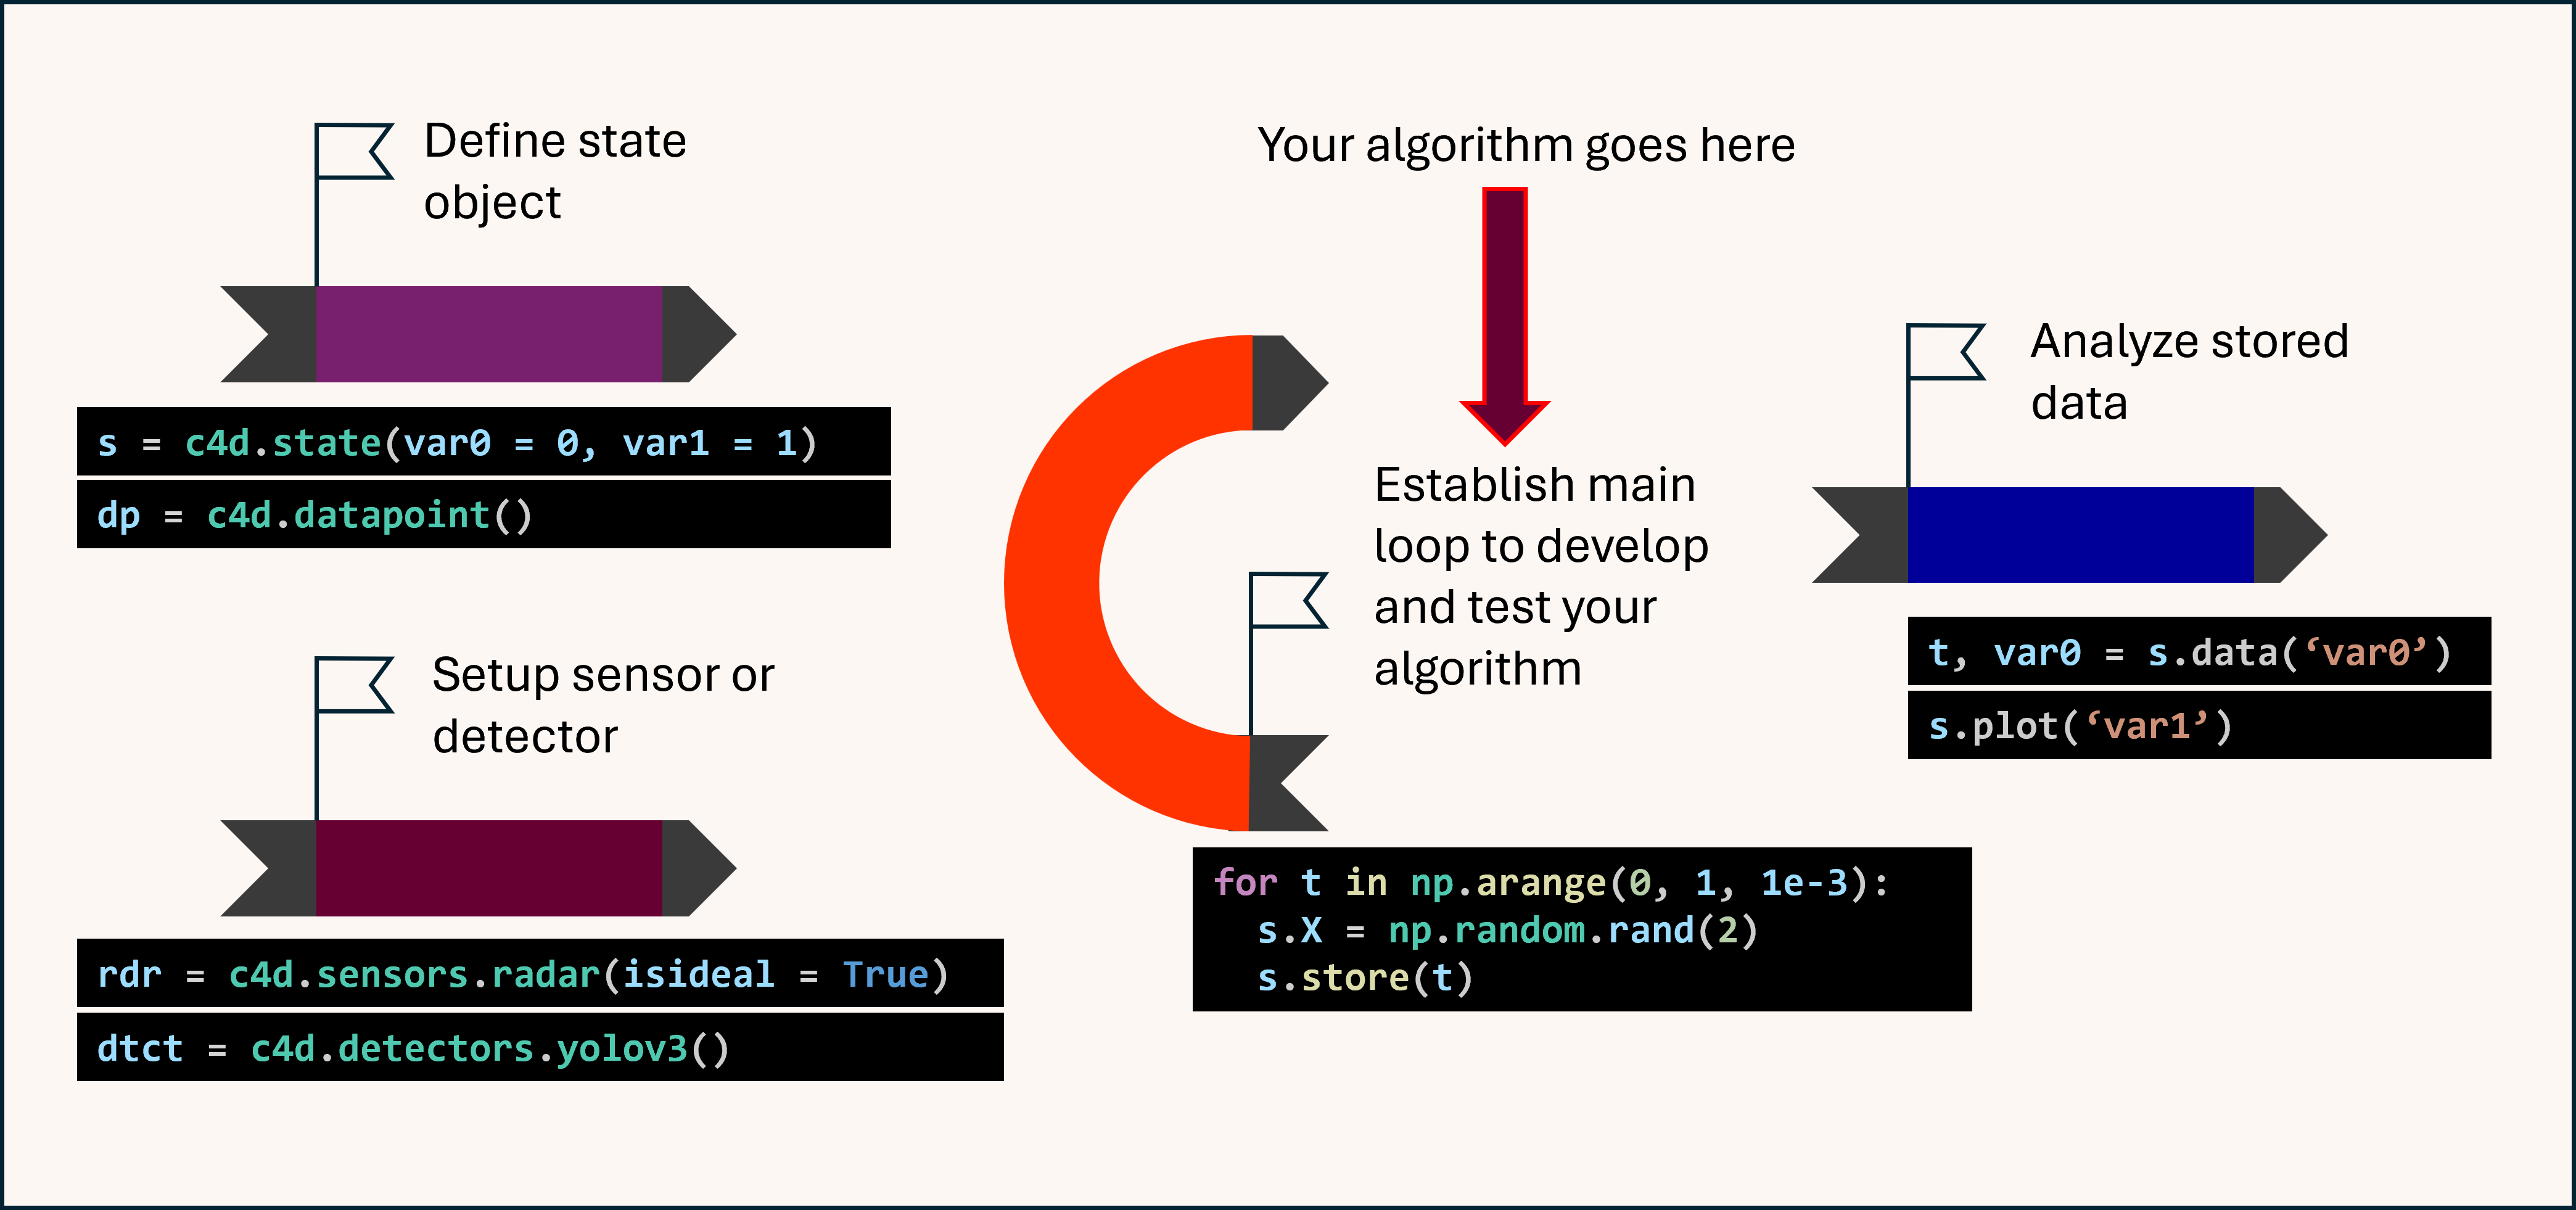 Define state
object
s = c4d.state(var0 = 0, var1 = 1)
dp = c4d.datapoint()
Setup sensor or
detector
rdr = c4d.sensors.radar(isideal = True)
dtct = c4d.detectors.yolov3()
Your algorithm goes here
Establish main
loop to develop
and test your
algorithm
for t in np.arange(0, 1, 1e-3):
  s.X = np.random.rand(2)
  s.store(t)
Analyze stored
data
t, var0 = s.data(‘var0’)
s.plot(‘var1’)